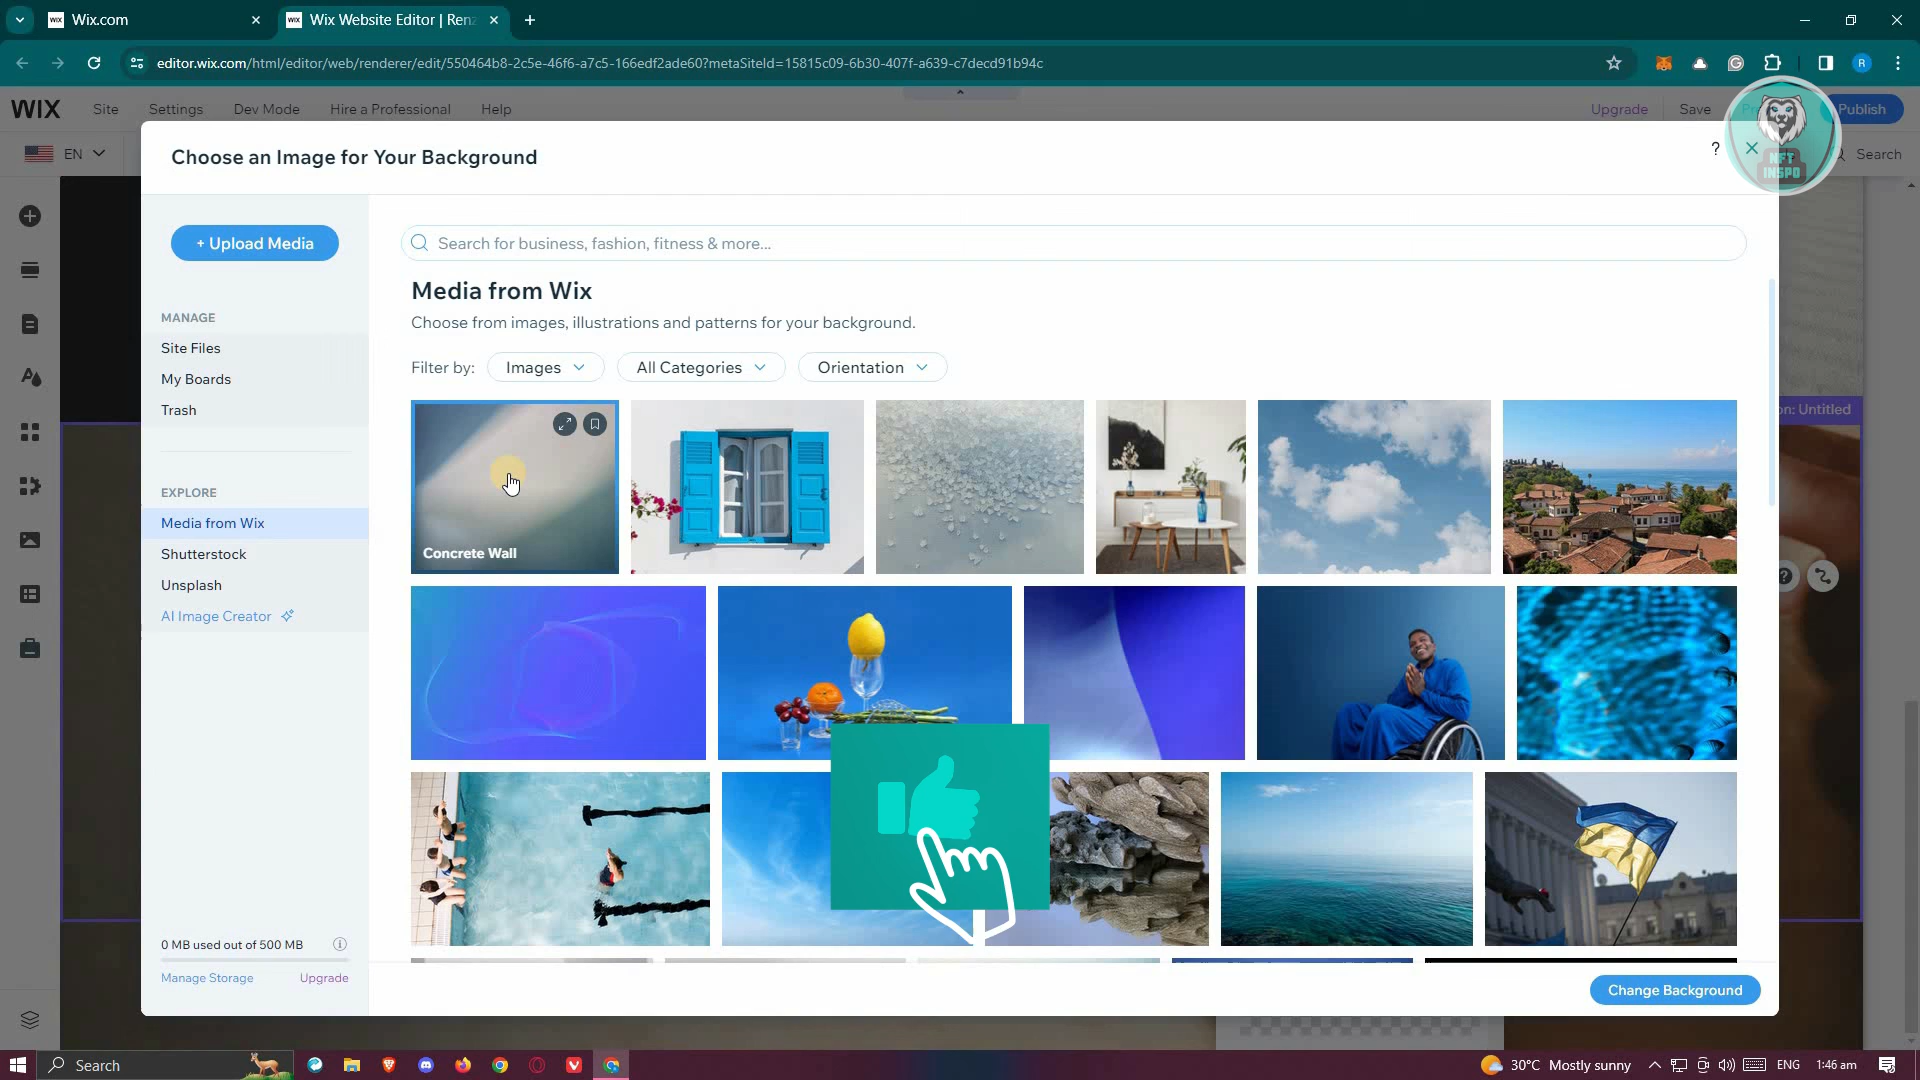 Wix.com
Wix Website Editor | Renz
editor.wix.com/html/editor/web/renderer/edit/550464b8-2c5e-46f6-a7c5-166edf2ade60?metaSiteId=15815c09-6b30-407f-a639-c7decd91b94c
R
WIX
Site
Settings
Dev Mode
Hire a Professional
Help
Upgrade
Save
Publish
EN
Search
NFT
INSPO
Choose an Image for Your Background
?
+ Upload Media
Search for business, fashion, fitness & more...
MANAGE
Site Files
My Boards
Trash
EXPLORE
Media from Wix
Shutterstock
Unsplash
AI Image Creator
Media from Wix
Choose from images, illustrations and patterns for your background.
Filter by:
Images
All Categories
Orientation
Concrete Wall
on: Untitled
0 MB used out of 500 MB
Manage Storage
Upgrade
Change Background
Search
30°C Mostly sunny
ENG
1:46 am